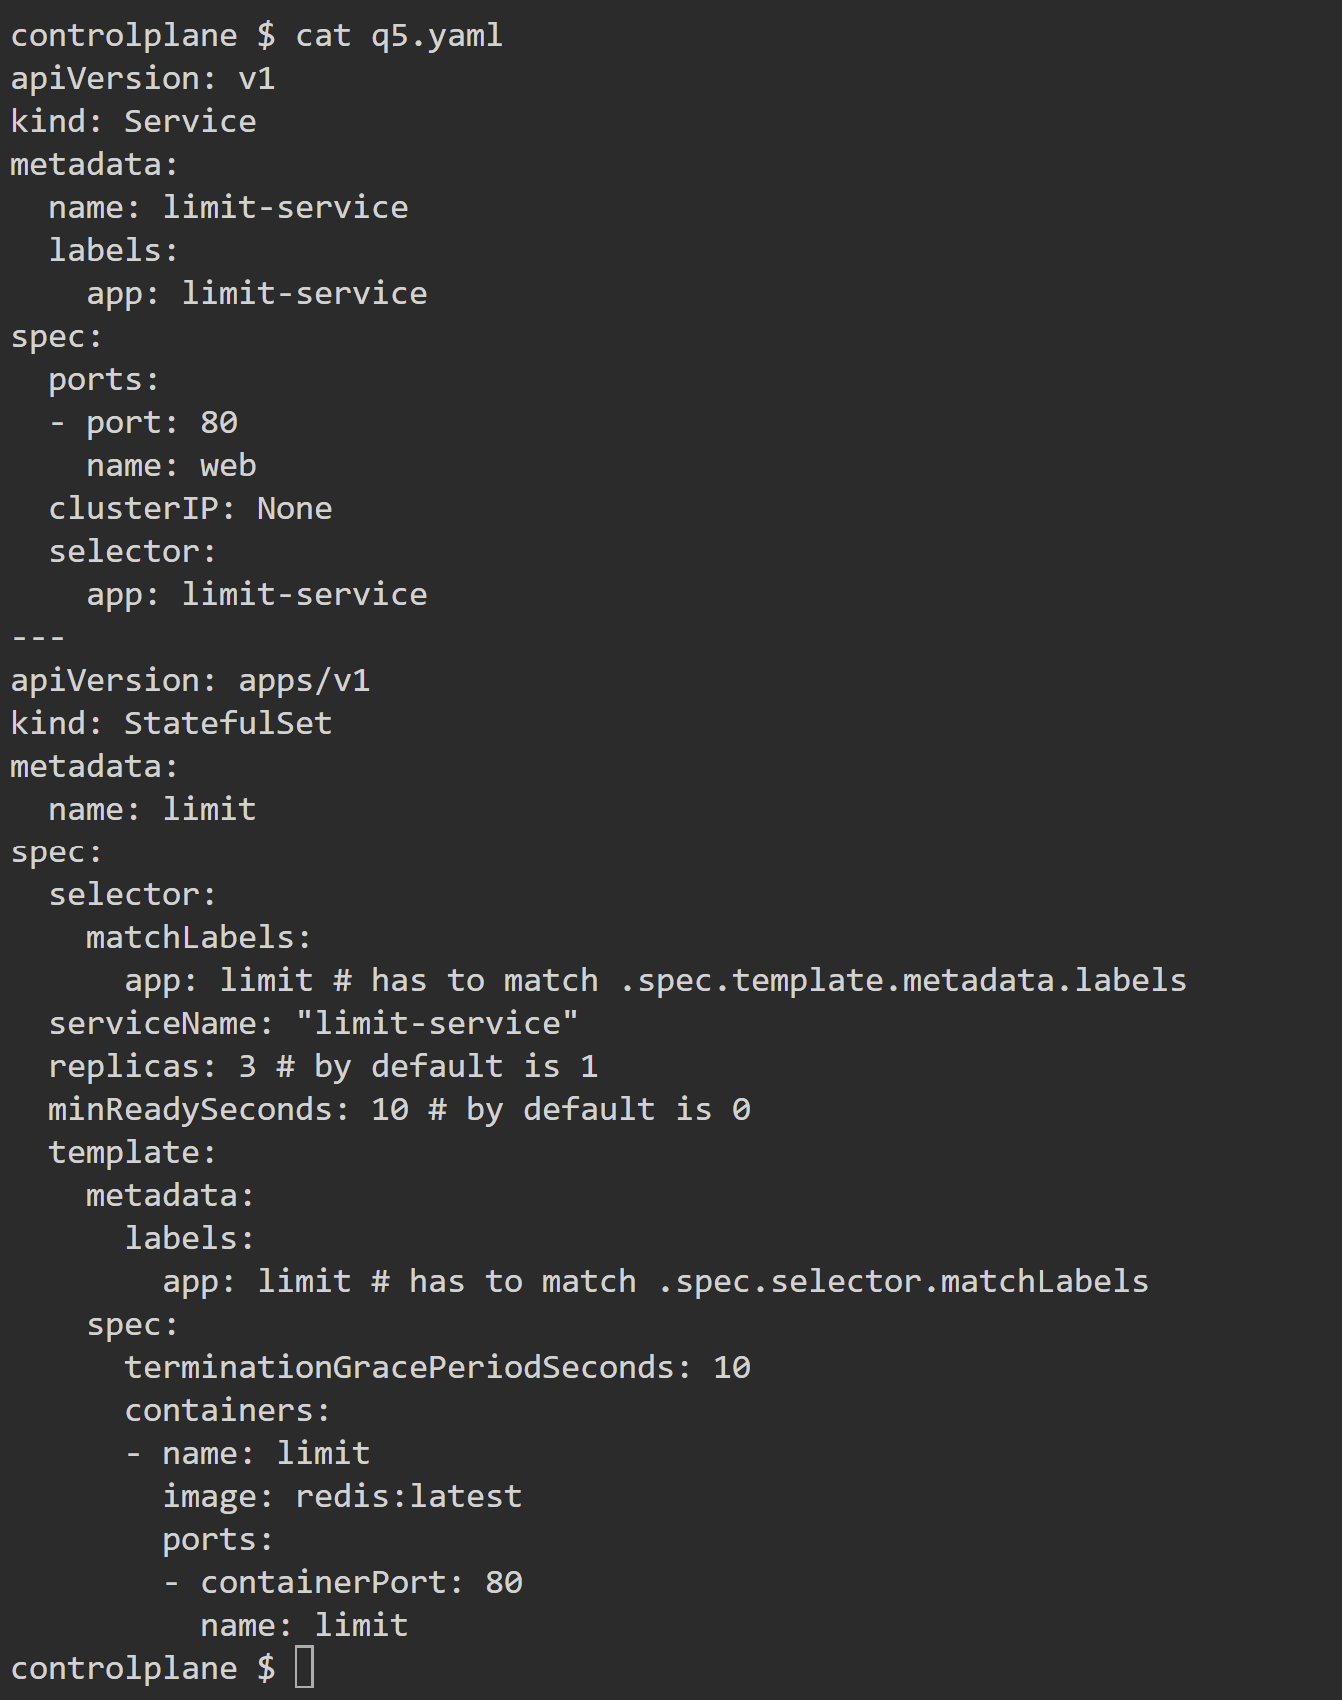 controlplane $ cat q5.yaml
apiVersion: v1
kind: Service
metadata:
  name: limit-service
  labels:
    app: limit-service
spec:
  ports:
  - port: 80
    name: web
  clusterIP: None
  selector:
    app: limit-service
---
apiVersion: apps/v1
kind: StatefulSet
metadata:
  name: limit
spec:
  selector:
    matchLabels:
      app: limit # has to match .spec.template.metadata.labels
  serviceName: "limit-service"
  replicas: 3 # by default is 1
  minReadySeconds: 10 # by default is 0
  template:
    metadata:
      labels:
        app: limit # has to match .spec.selector.matchLabels
    spec:
      terminationGracePeriodSeconds: 10
      containers:
      - name: limit
        image: redis:latest
        ports:
        - containerPort: 80
          name: limit
controlplane $